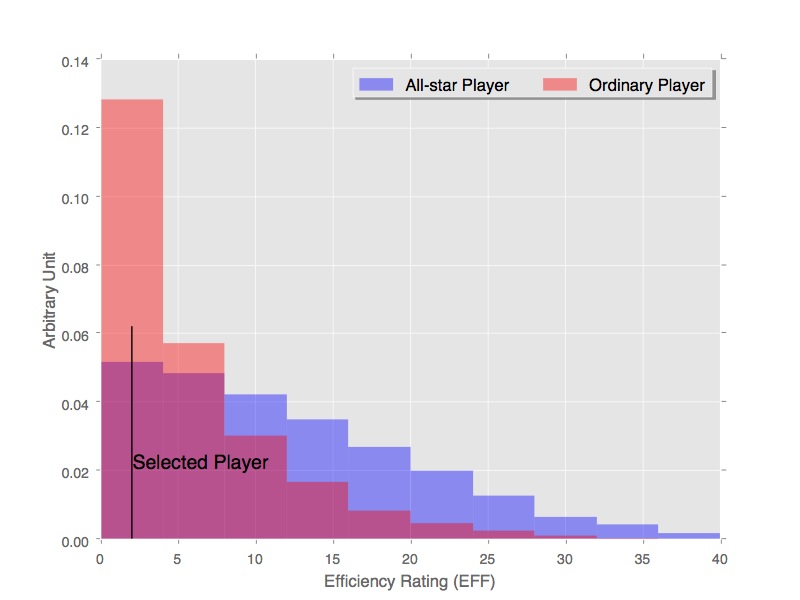 All-star Player
Ordinary Player
0.14
0.12
0.10
0.08
0.06
0.04
0.02
0.00
Arbitrary Unit
Selected Player
0 5 10 15 20 25 30 35 40
Efficiency Rating (EFF)